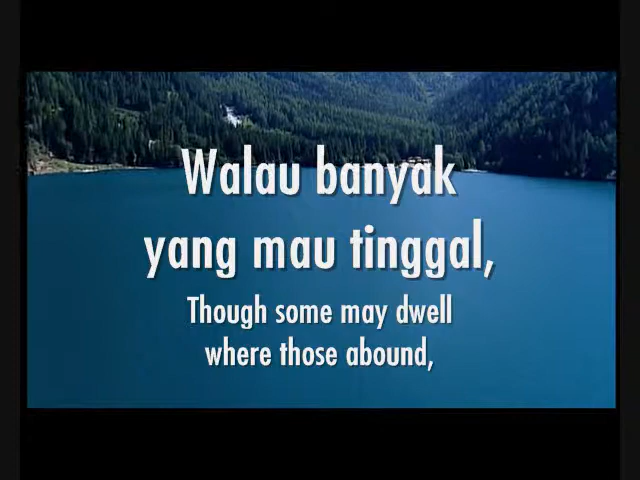 Walau banyak
yang mau tinggal,
Though some may dwell
where those abound,